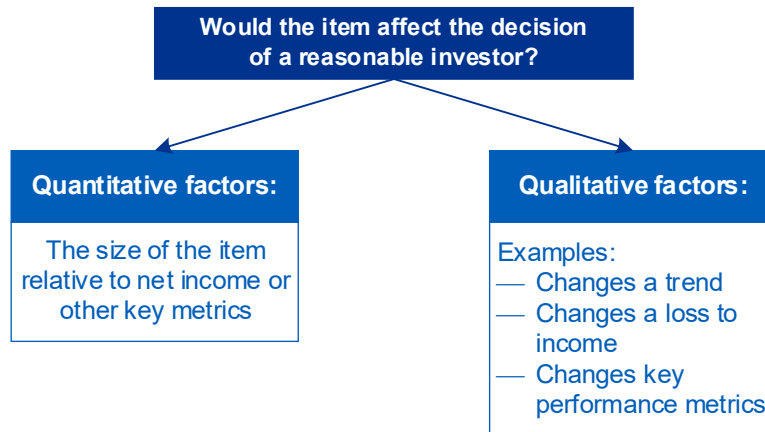 Would the item affect the decision
of a reasonable investor?
Quantitative factors:
The size of the item
relative to net income or
other key metrics
Qualitative factors:
Examples:
— Changes a trend
— Changes a loss to
income
— Changes key
performance metrics